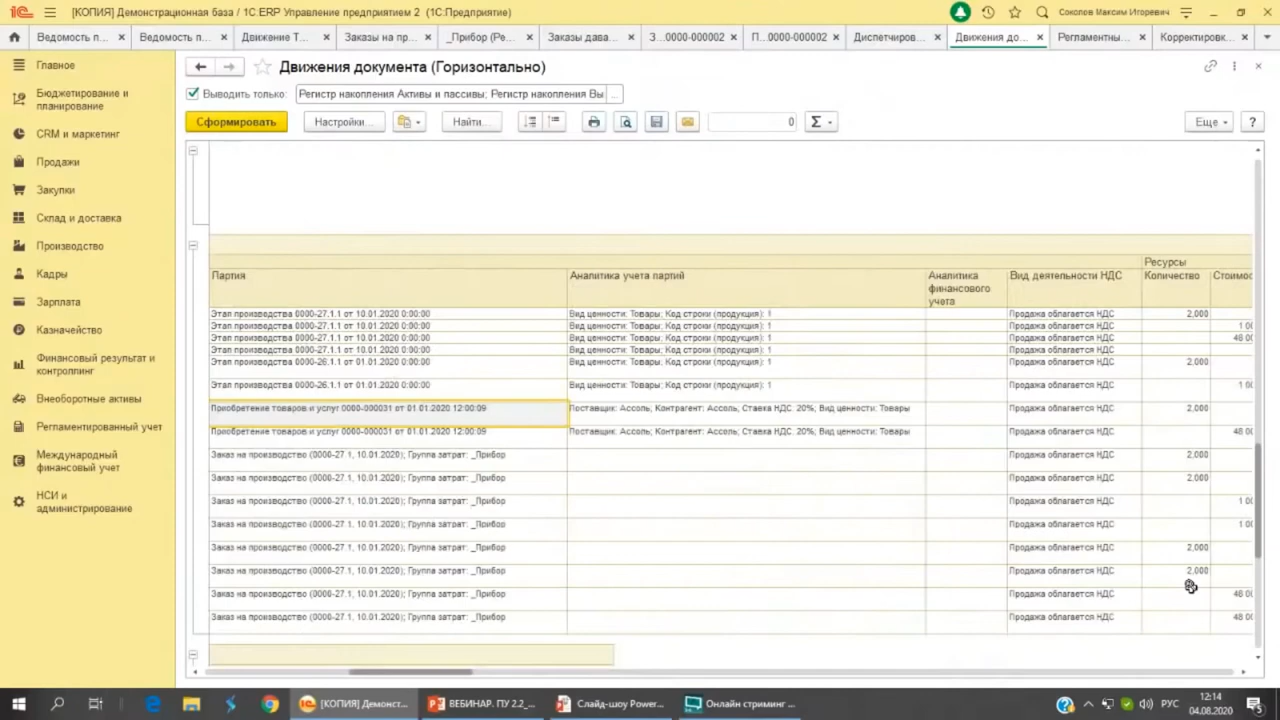 [КОПИЯ] Демонстрационная база / 1С:ERP Управление предприятием 2 (1С:Предприятие)
Соколов Максим Игоревич
Ведомость п... × Ведомость п... × Движение Т... × Заказы на пр... × _Прибор (Ре... × Заказы дава... × З...0000-000002 × П...0000-000002 × Диспетчиров... × Движения до... × Регламентны... × Корректировк... ×
Главное
Бюджетирование и
планирование
CRM и маркетинг
Продажи
Закупки
Склад и доставка
Производство
Кадры
Зарплата
Казначейство
Финансовый результат и
контроллинг
Внеоборотные активы
Регламентированный учет
Международный
финансовый учет
НСИ и
администрирование
Движения документа (Горизонтально)
Выводить только: Регистр накопления Активы и пассивы; Регистр накопления Вы ...
Сформировать Настройки... Найти... 0 Σ Еще ?
Ресурсы
Партия Аналитика учета партий Аналитика финансового учета Вид деятельности НДС Количество Стоимос
Этап производства 0000-27.1.1 от 10.01.2020 0:00:00 Вид ценности: Товары; Код строки (продукция): 1 Продажа облагается НДС 2,000
Этап производства 0000-27.1.1 от 10.01.2020 0:00:00 Вид ценности: Товары; Код строки (продукция): 1 Продажа облагается НДС 1 00
Этап производства 0000-27.1.1 от 10.01.2020 0:00:00 Вид ценности: Товары; Код строки (продукция): 1 Продажа облагается НДС 48 00
Этап производства 0000-27.1.1 от 10.01.2020 0:00:00 Вид ценности: Товары; Код строки (продукция): 1 Продажа облагается НДС
Этап производства 0000-27.1.1 от 10.01.2020 0:00:00 Вид ценности: Товары; Код строки (продукция): 1 Продажа облагается НДС 2,000
Этап производства 0000-26.1.1 от 01.01.2020 0:00:00 Вид ценности: Товары; Код строки (продукция): 1 Продажа облагается НДС 1 00
Приобретение товаров и услуг 0000-000031 от 01.01.2020 12:00:09 Поставщик: Ассоль; Контрагент: Ассоль; Ставка НДС: 20%; Вид ценности: Товары Продажа облагается НДС 2,000
Приобретение товаров и услуг 0000-000031 от 01.01.2020 12:00:09 Поставщик: Ассоль; Контрагент: Ассоль; Ставка НДС: 20%; Вид ценности: Товары Продажа облагается НДС 48 00
Заказ на производство (0000-27.1, 10.01.2020); Группа затрат: _Прибор Продажа облагается НДС 2,000
Заказ на производство (0000-27.1, 10.01.2020); Группа затрат: _Прибор Продажа облагается НДС 2,000
Заказ на производство (0000-27.1, 10.01.2020); Группа затрат: _Прибор Продажа облагается НДС 1 00
Заказ на производство (0000-27.1, 10.01.2020); Группа затрат: _Прибор Продажа облагается НДС 1 00
Заказ на производство (0000-27.1, 10.01.2020); Группа затрат: _Прибор Продажа облагается НДС 2,000
Заказ на производство (0000-27.1, 10.01.2020); Группа затрат: _Прибор Продажа облагается НДС 2,000
Заказ на производство (0000-27.1, 10.01.2020); Группа затрат: _Прибор Продажа облагается НДС 48 00
Заказ на производство (0000-27.1, 10.01.2020); Группа затрат: _Прибор Продажа облагается НДС 48 00
[КОПИЯ] Демонст... ВЕБИНАР. ПУ 2.2_... Слайд-шоу Power... Онлайн стриминг ... РУС 12:14
04.08.2020